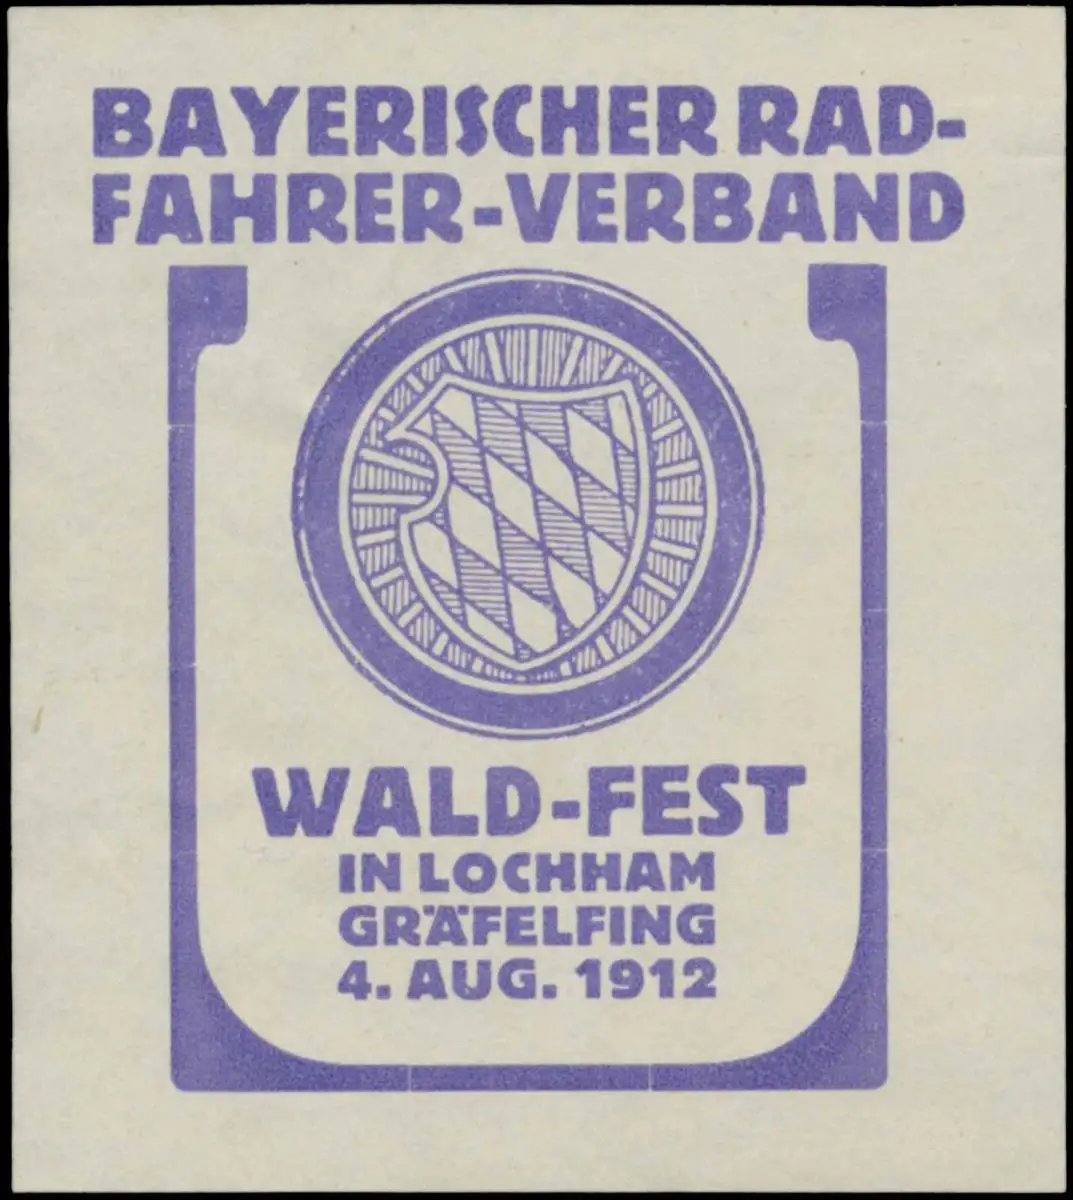 BAYERISCHER RAD-
FAHRER-VERBAND
WALD-FEST
IN LOCHHAM
GRÄFELFING
4. AUG. 1912